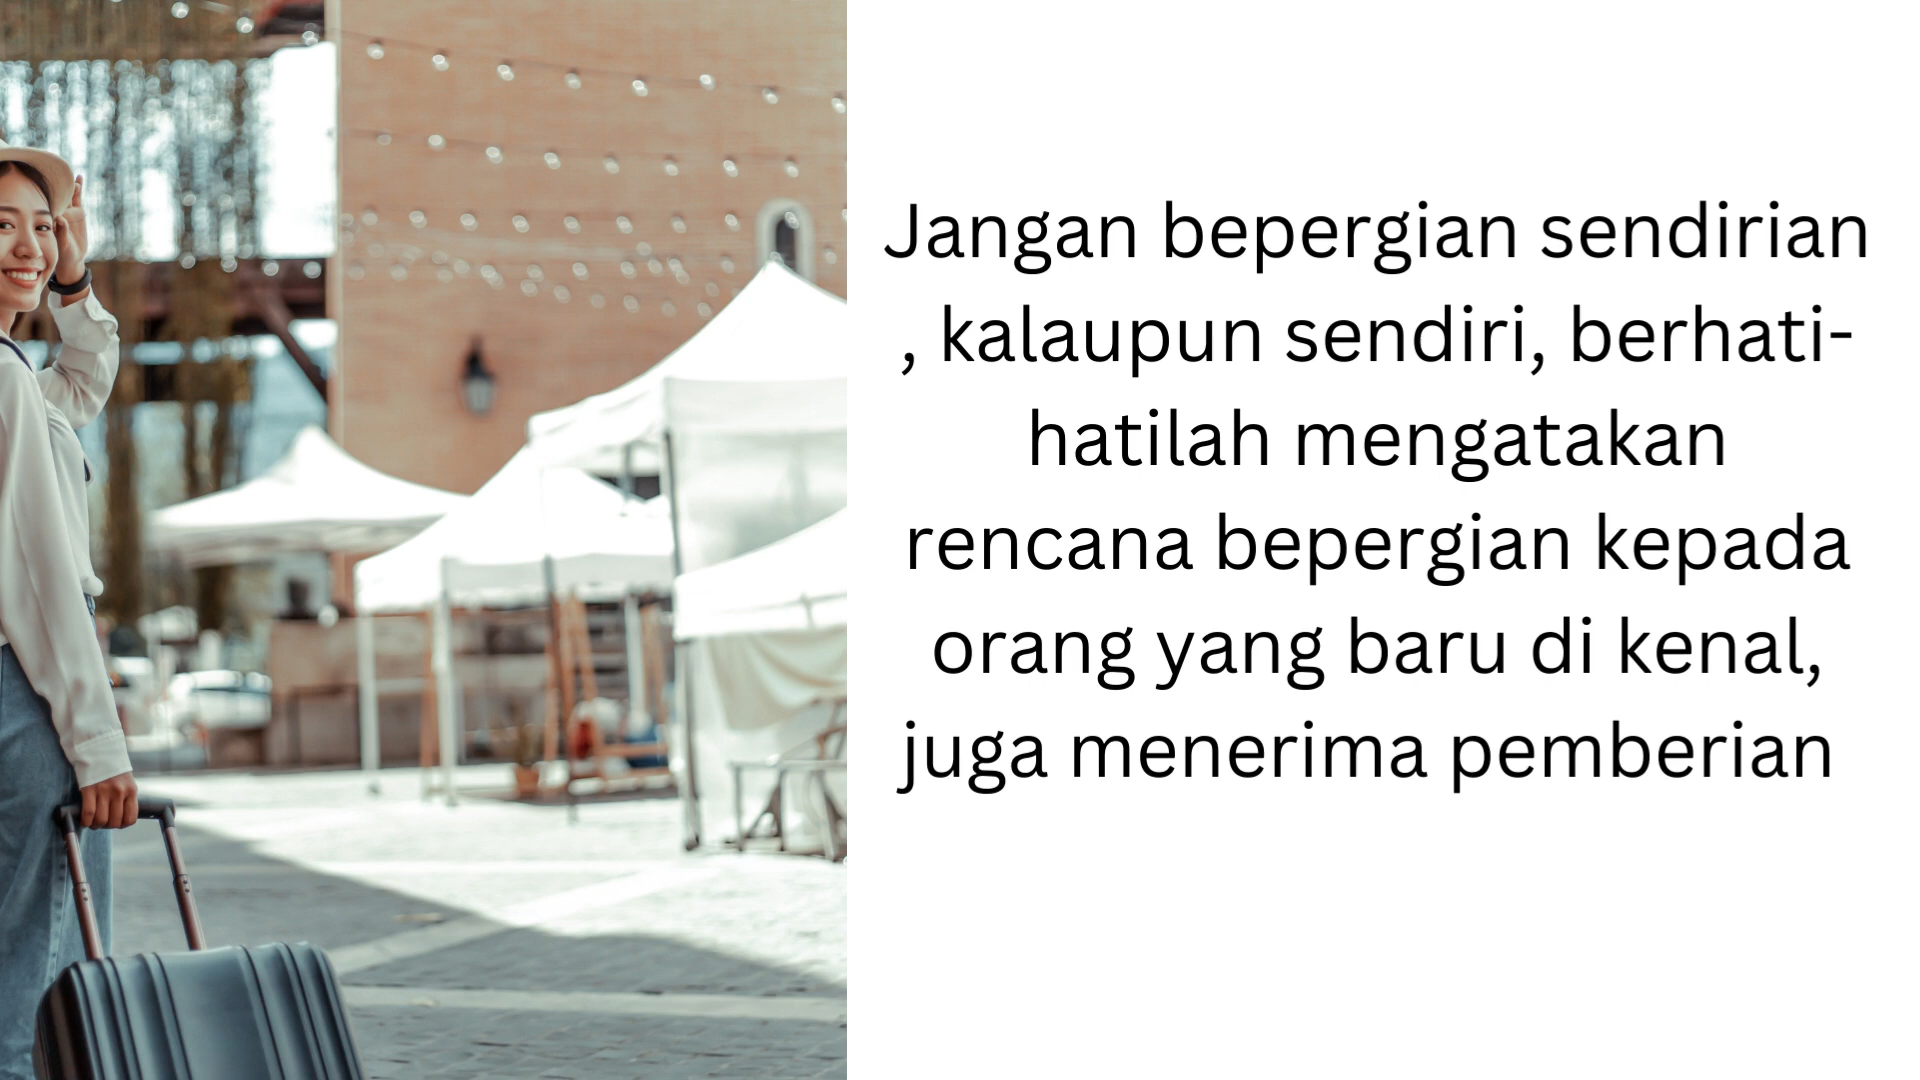 Jangan bepergian sendirian
, kalaupun sendiri, berhati-
hatilah mengatakan
rencana bepergian kepada
orang yang baru di kenal,
juga menerima pemberian